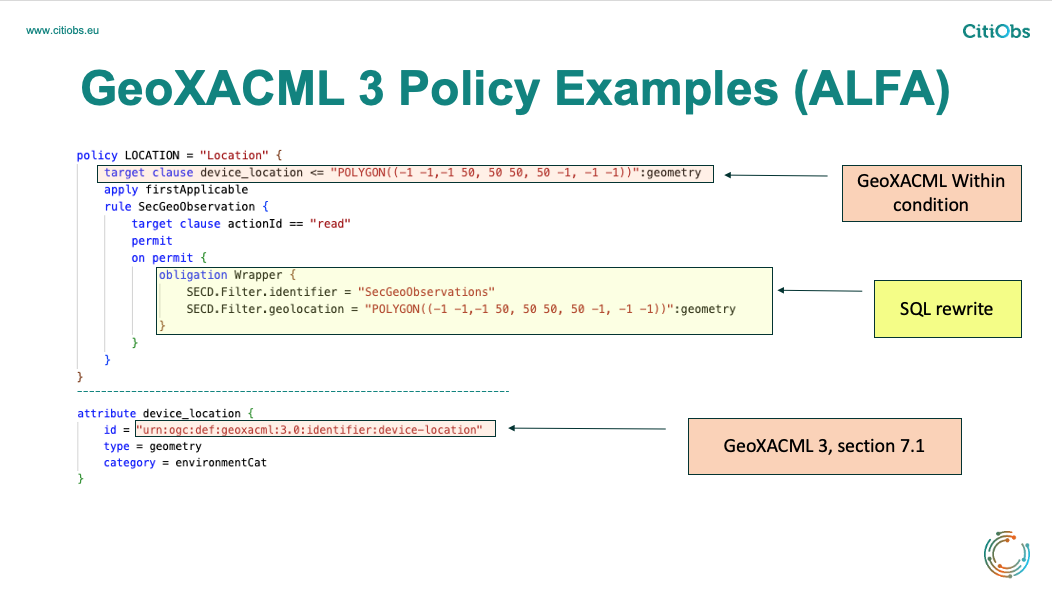 www.citiobs.eu
CitiObs
GeoXACML 3 Policy Examples (ALFA)
policy LOCATION = "Location" {
target clause device_location <= "POLYGON((-1 -1,-1 50, 50 50, 50 -1, -1 -1))":geometry
apply firstApplicable
rule SecGeoObservation {
target clause actionId == "read"
permit
on permit {
obligation Wrapper {
SECD.Filter.identifier = "SecGeoObservations"
SECD.Filter.geolocation = "POLYGON((-1 -1,-1 50, 50 50, 50 -1, -1 -1))":geometry
}
}
}
}
GeoXACML Within
condition
SQL rewrite
attribute device_location {
id = "urn:ogc:def:geoxacml:3.0:identifier:device-location"
type = geometry
category = environmentCat
}
GeoXACML 3, section 7.1